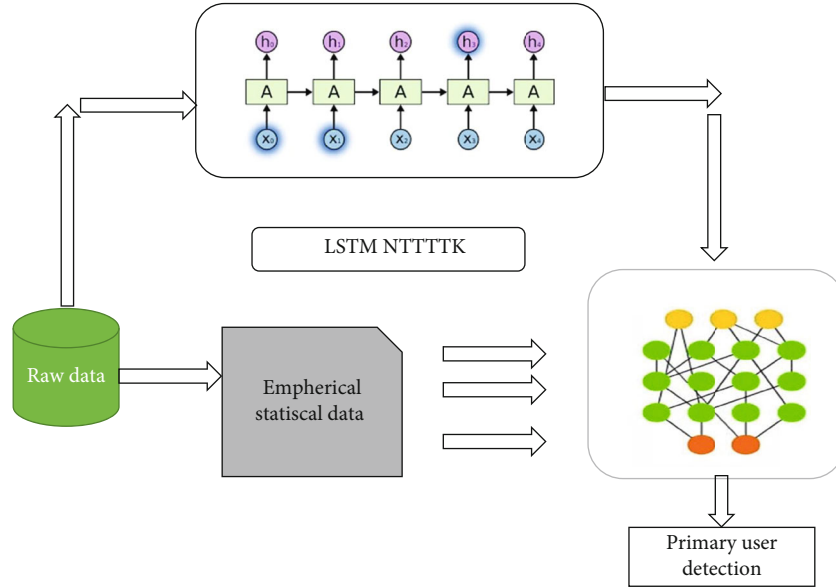 h₀ h₁ h₂ h₃ h₄
A A A A A
x₀ x₁ x₂ x₃ x₄
LSTM NTTTTK
Raw data
Empherical
statiscal data
Primary user
detection